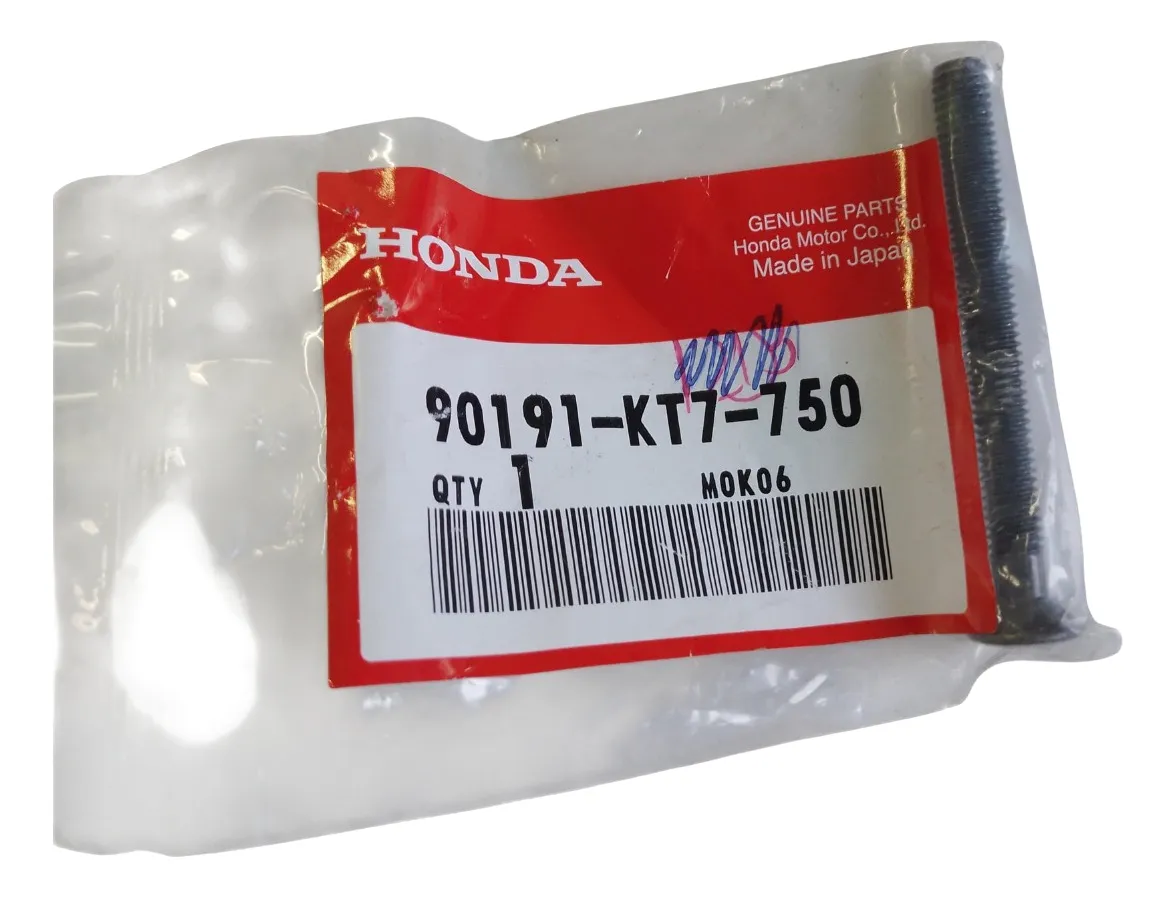 HONDA
GENUINE PARTS
Honda Motor Co., Ltd.
Made in Japan
90191-KT7-750
QTY 1 MOK06